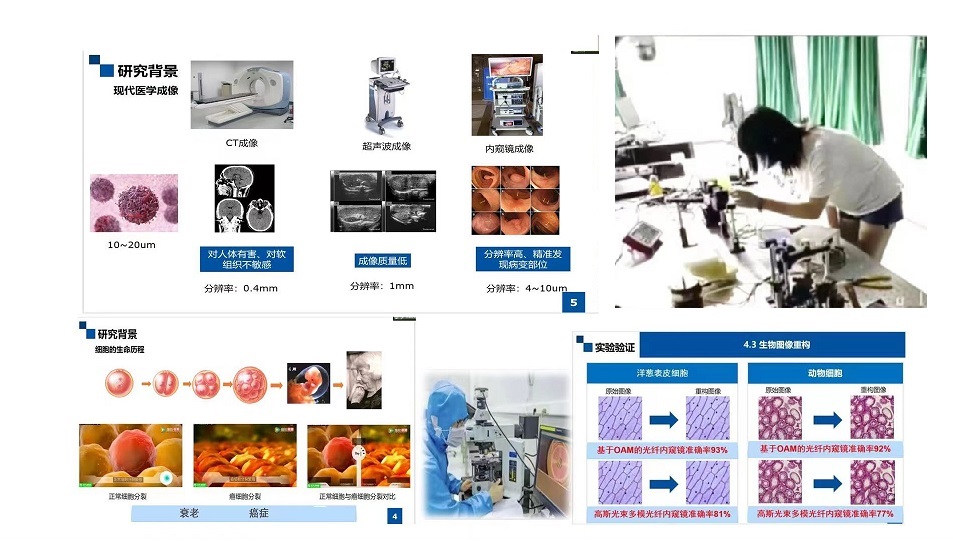 研究背景
现代医学成像
CT成像
超声波成像
内窥镜成像
10~20um
对人体有害、对软
组织不敏感
成像质量低
分辨率高、精准发
现病变部位
分辨率：0.4mm
分辨率：1mm
分辨率：4~10um
5
研究背景
细胞的生命历程
正常细胞分裂
癌细胞分裂
正常细胞与癌细胞分裂对比
衰老
癌症
4
实验验证
4.3 生物图像重构
洋葱表皮细胞
动物细胞
原始图像
重构图像
原始图像
重构图像
基于OAM的光纤内窥镜准确率93%
基于OAM的光纤内窥镜准确率92%
高斯光束多模光纤内窥镜准确率81%
高斯光束多模光纤内窥镜准确率77%